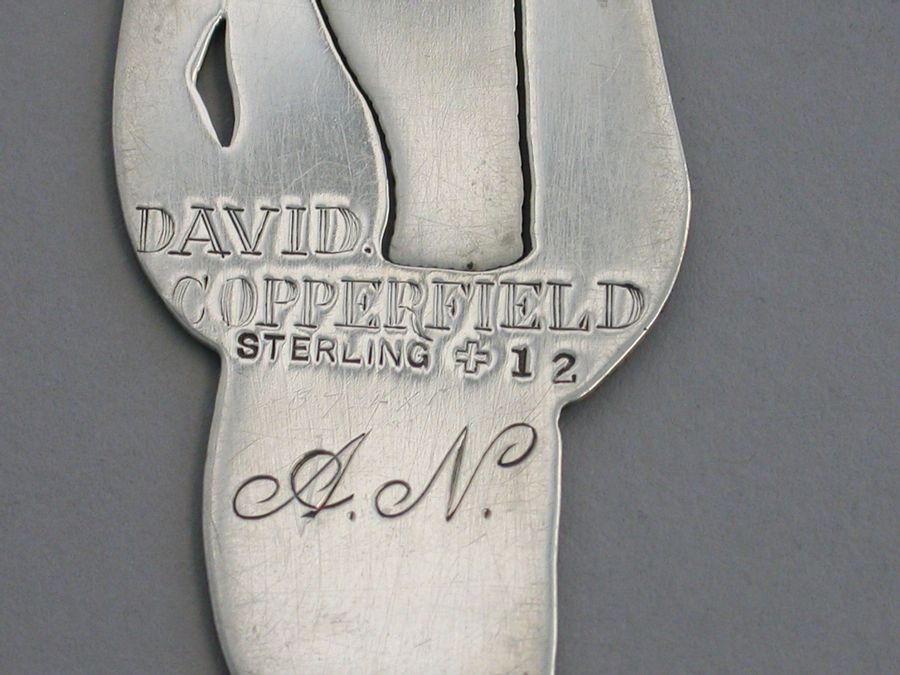 DAVID.
COPPERFIELD
STERLING + 12
A. N.